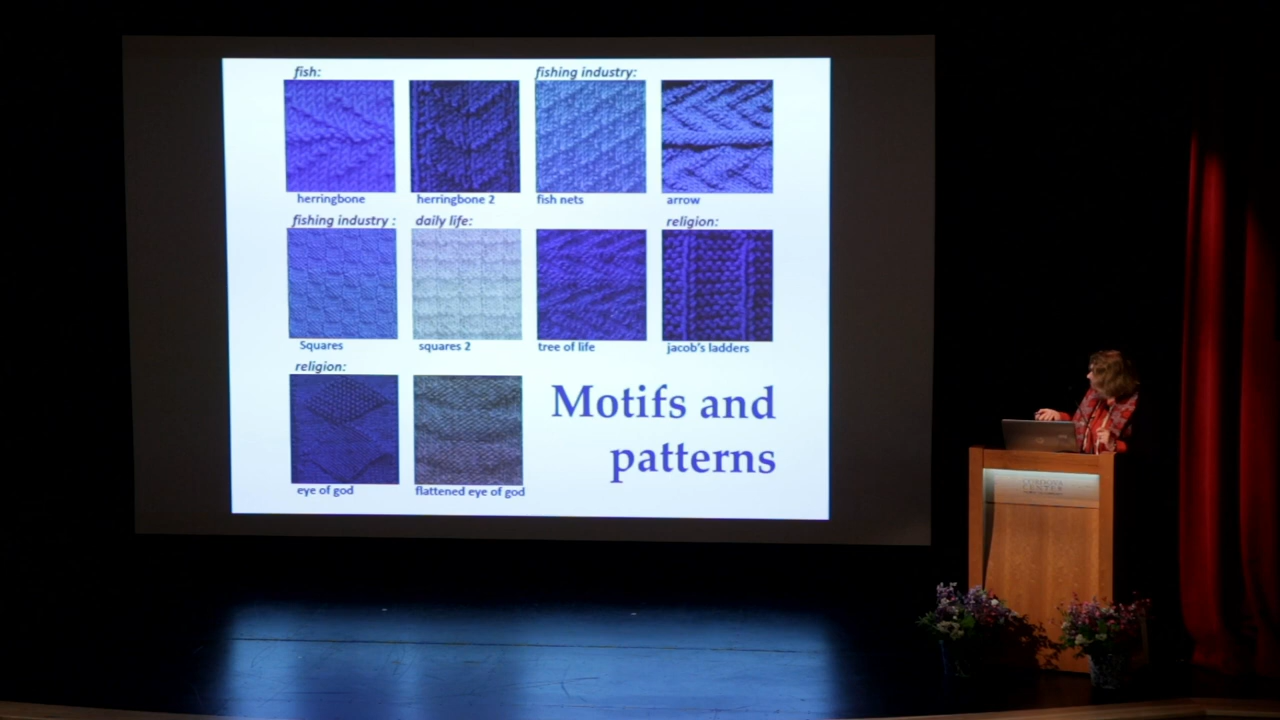 fish:
fishing industry:
herringbone
herringbone 2
fish nets
arrow
fishing industry :
daily life:
religion:
Squares
squares 2
tree of life
jacob's ladders
religion:
Motifs and
patterns
eye of god
flattened eye of god
CENTER